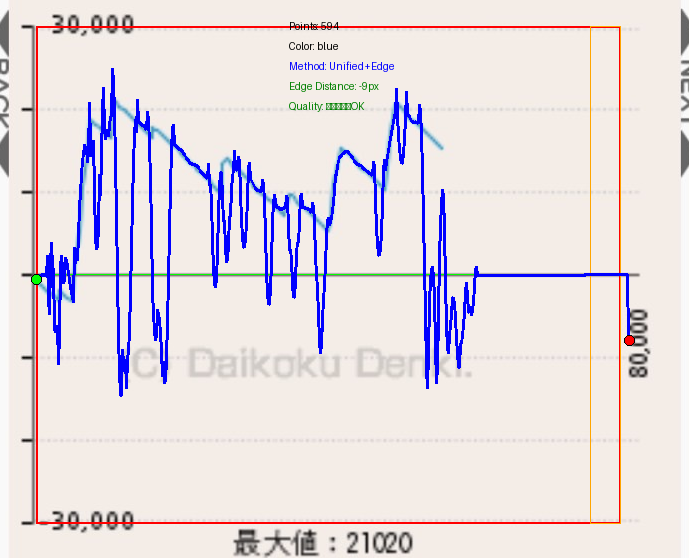 30,000
Points: 594
Color: blue
Method: Unified+Edge
Edge Distance: -9px
Quality: OK
BACK
NEXT
80,000
© Daikoku Denki.
-30,000
最大値：21020